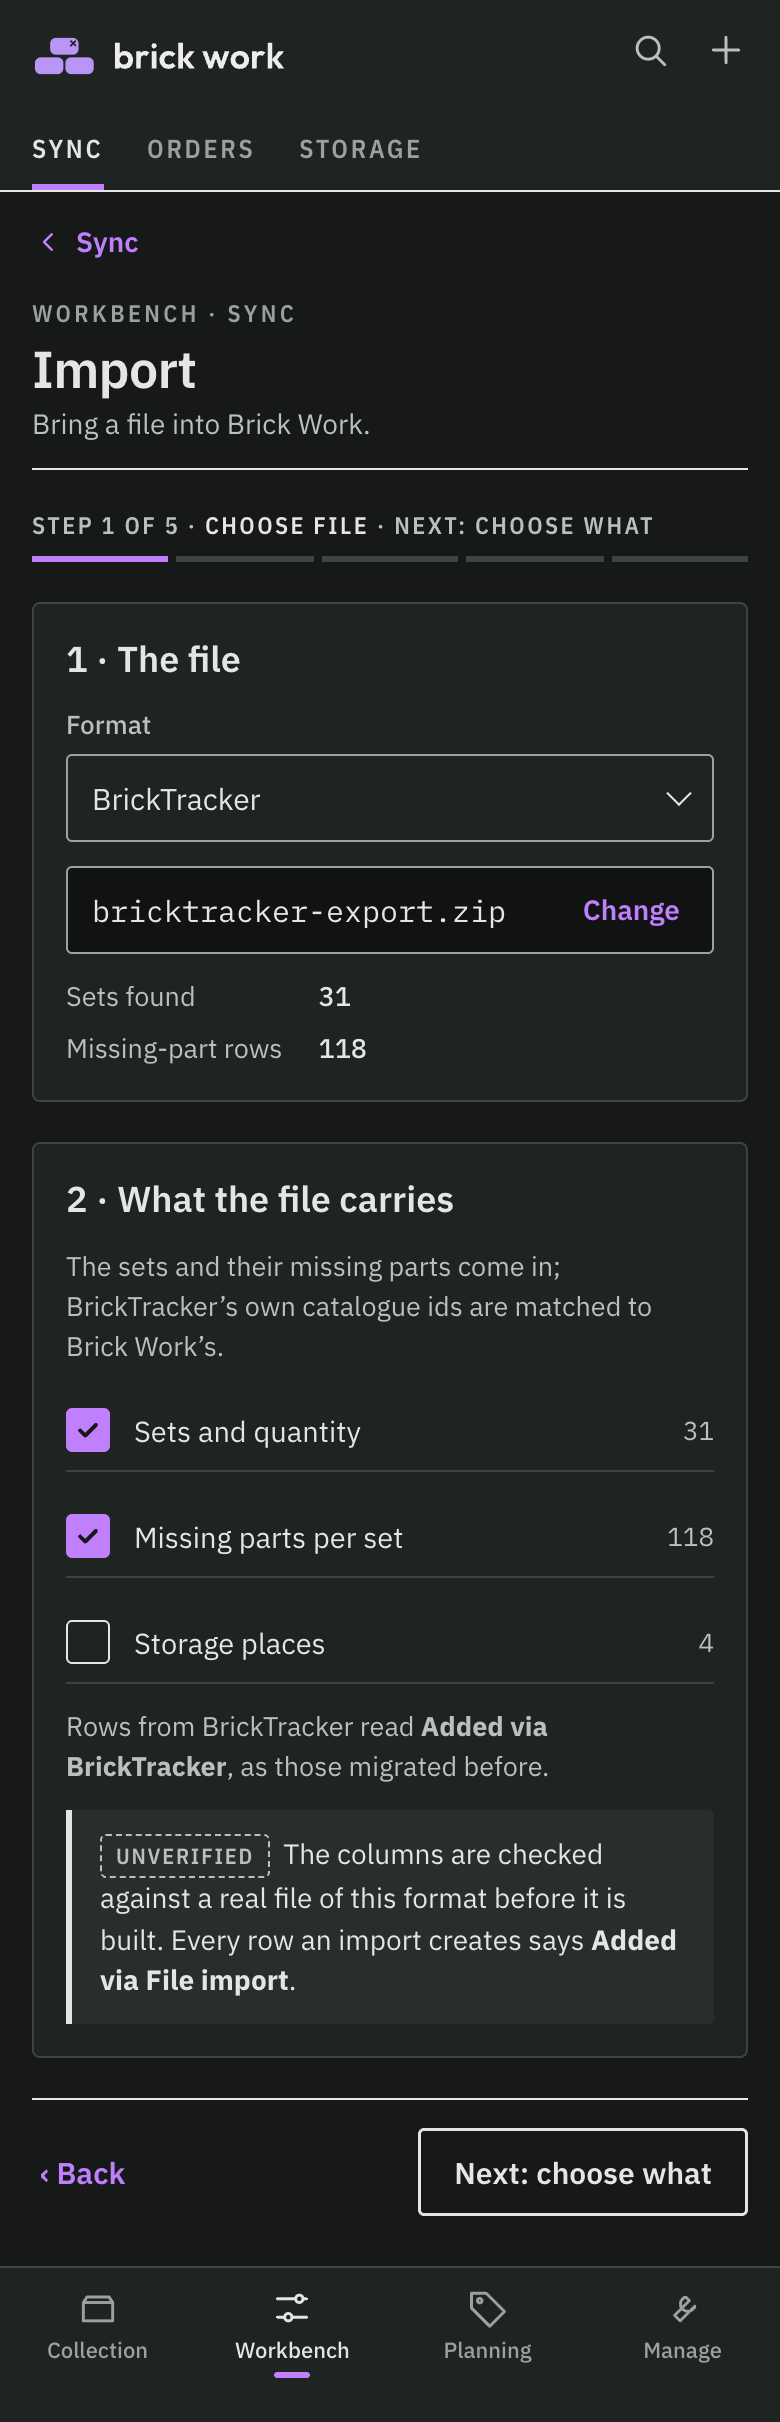 brick work
SYNC ORDERS STORAGE
‹ Sync
WORKBENCH · SYNC
Import
Bring a file into Brick Work.
STEP 1 OF 5 · CHOOSE FILE · NEXT: CHOOSE WHAT
1 · The file
Format
BrickTracker
bricktracker-export.zip Change
Sets found 31
Missing-part rows 118
2 · What the file carries
The sets and their missing parts come in;
BrickTracker’s own catalogue ids are matched to
Brick Work’s.
Sets and quantity 31
Missing parts per set 118
Storage places 4
Rows from BrickTracker read Added via
BrickTracker, as those migrated before.
UNVERIFIED The columns are checked
against a real file of this format before it is
built. Every row an import creates says Added
via File import.
‹ Back Next: choose what
Collection Workbench Planning Manage